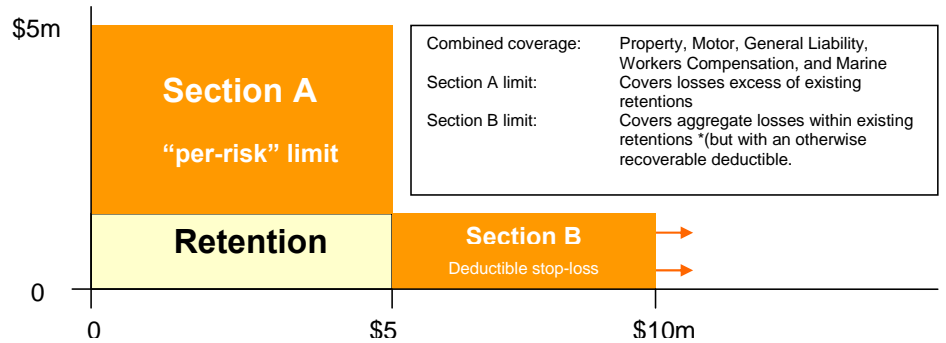 $5m
Combined coverage: Property, Motor, General Liability,
Workers Compensation, and Marine
Section A limit: Covers losses excess of existing
retentions
Section B limit: Covers aggregate losses within existing
retentions *(but with an otherwise
recoverable deductible.
Section A
“per-risk” limit
Retention
Section B
Deductible stop-loss
0
0 $5 $10m